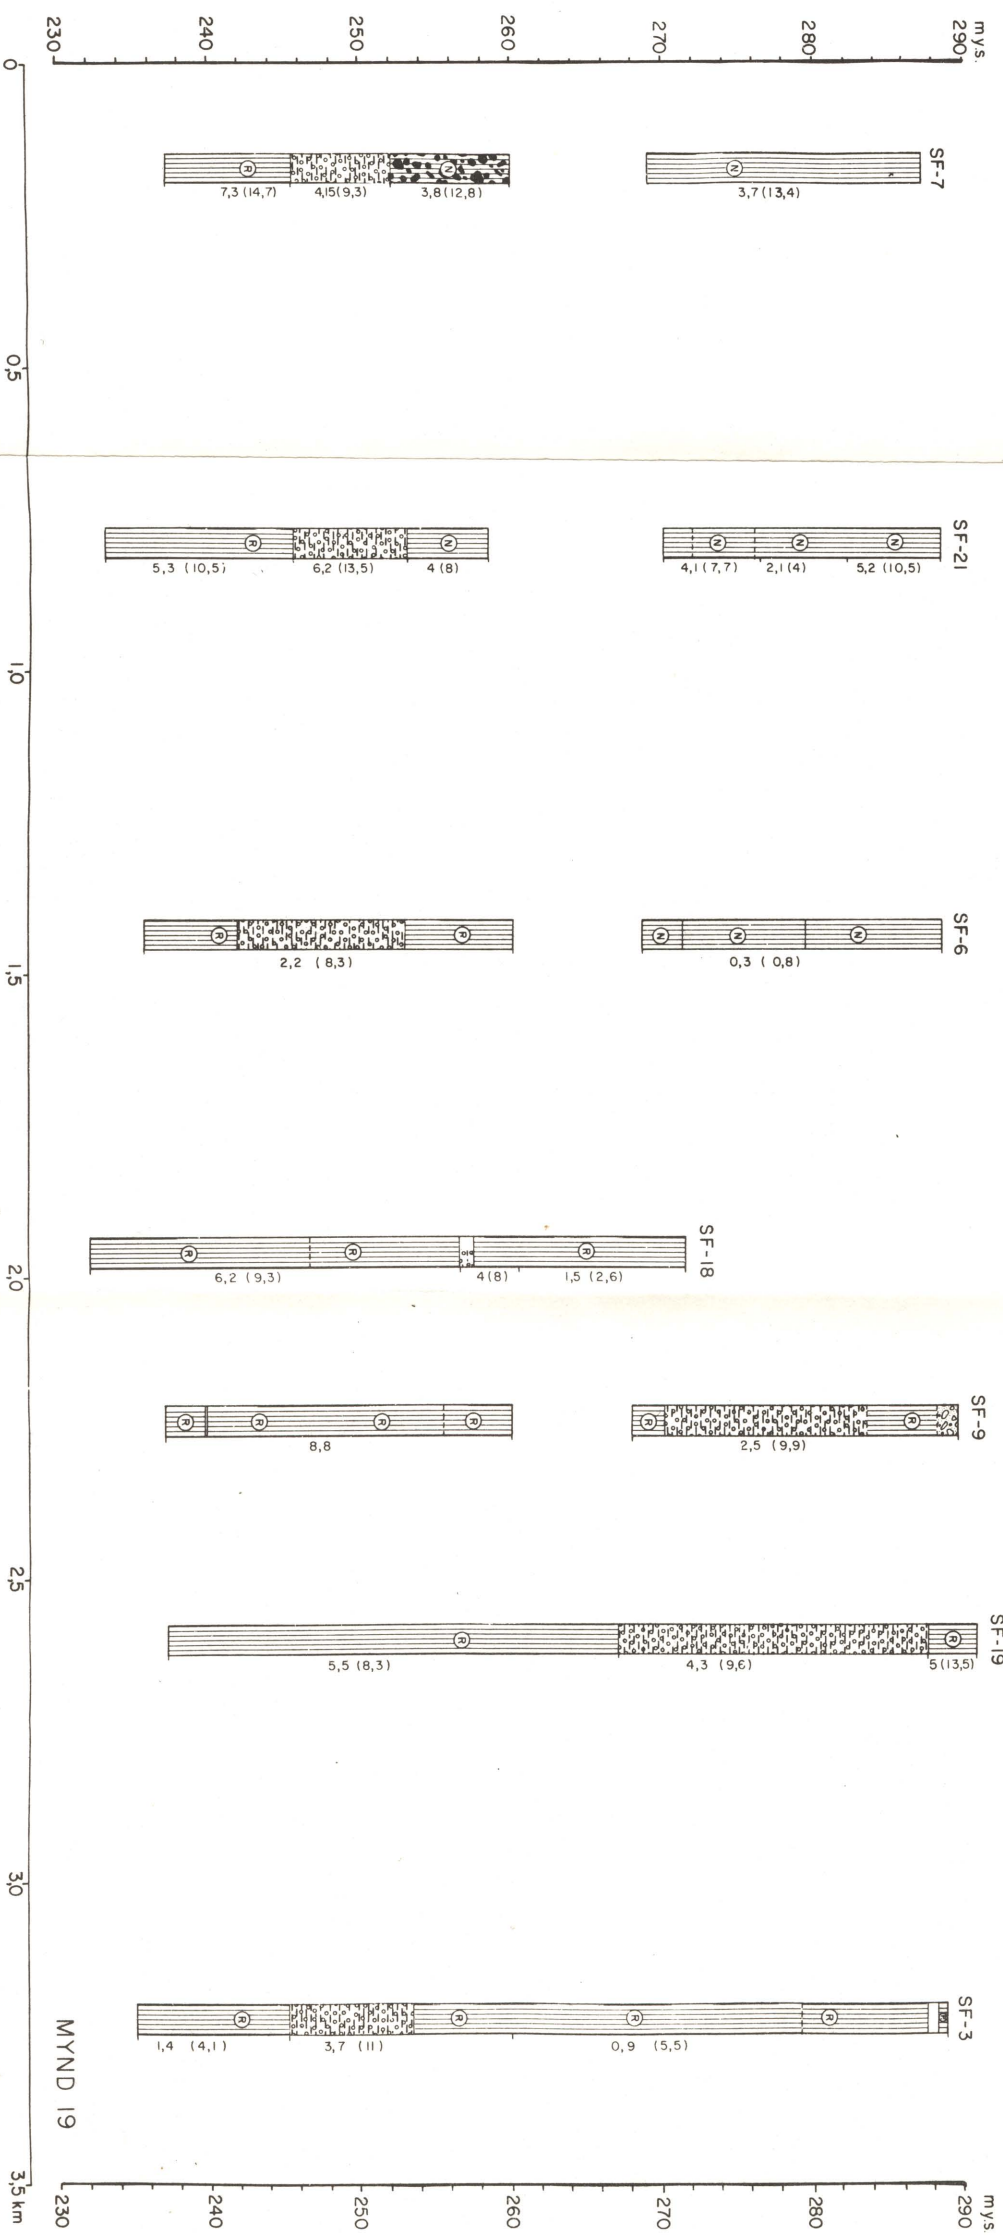 m y.s.
290
280
270
260
250
240
230
SF-7
N
3,7 (13,4)
N
3,8 (12,8)
4,15 (9,3)
R
7,3 (14,7)
SF-21
N
5,2 (10,5)
N
2,1 (4)
N
4,1 (7,7)
N
4 (8)
6,2 (13,5)
R
5,3 (10,5)
SF-6
N
N
N
0,3 (0,8)
R
2,2 (8,3)
R
SF-18
R
1,5 (2,6)
4 (8)
R
R
6,2 (9,3)
SF-9
R
2,5 (9,9)
R
R
R
R
R
8,8
SF-19
R
5 (13,5)
4,3 (9,6)
R
5,5 (8,3)
SF-3
R
R
0,9 (5,5)
R
3,7 (11)
R
1,4 (4,1)
m y.s.
290
280
270
260
250
240
230
0 0,5 1,0 1,5 2,0 2,5 3,0 3,5 km
MYND 19